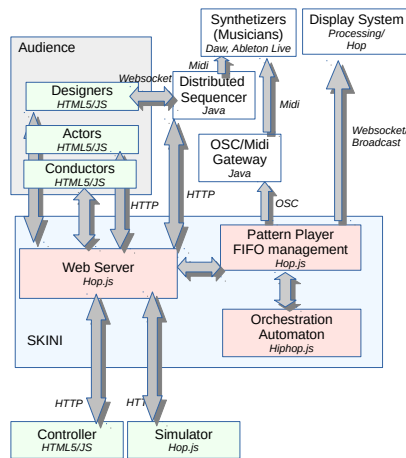 Synthetizers
(Musicians)
Daw, Ableton Live
Display System
Processing/
Hop
Audience
Websocket
Midi
Designers
HTML5/JS
Distributed
Sequencer
Java
Midi
Actors
HTML5/JS
OSC/Midi
Gateway
Java
Websocket/
Broadcast
Conductors
HTML5/JS
HTTP
HTTP
OSC
Pattern Player
FIFO management
Hop.js
Web Server
Hop.js
Orchestration
Automaton
Hiphop.js
SKINI
HTTP
HTTP
Controller
HTML5/JS
Simulator
Hop.js